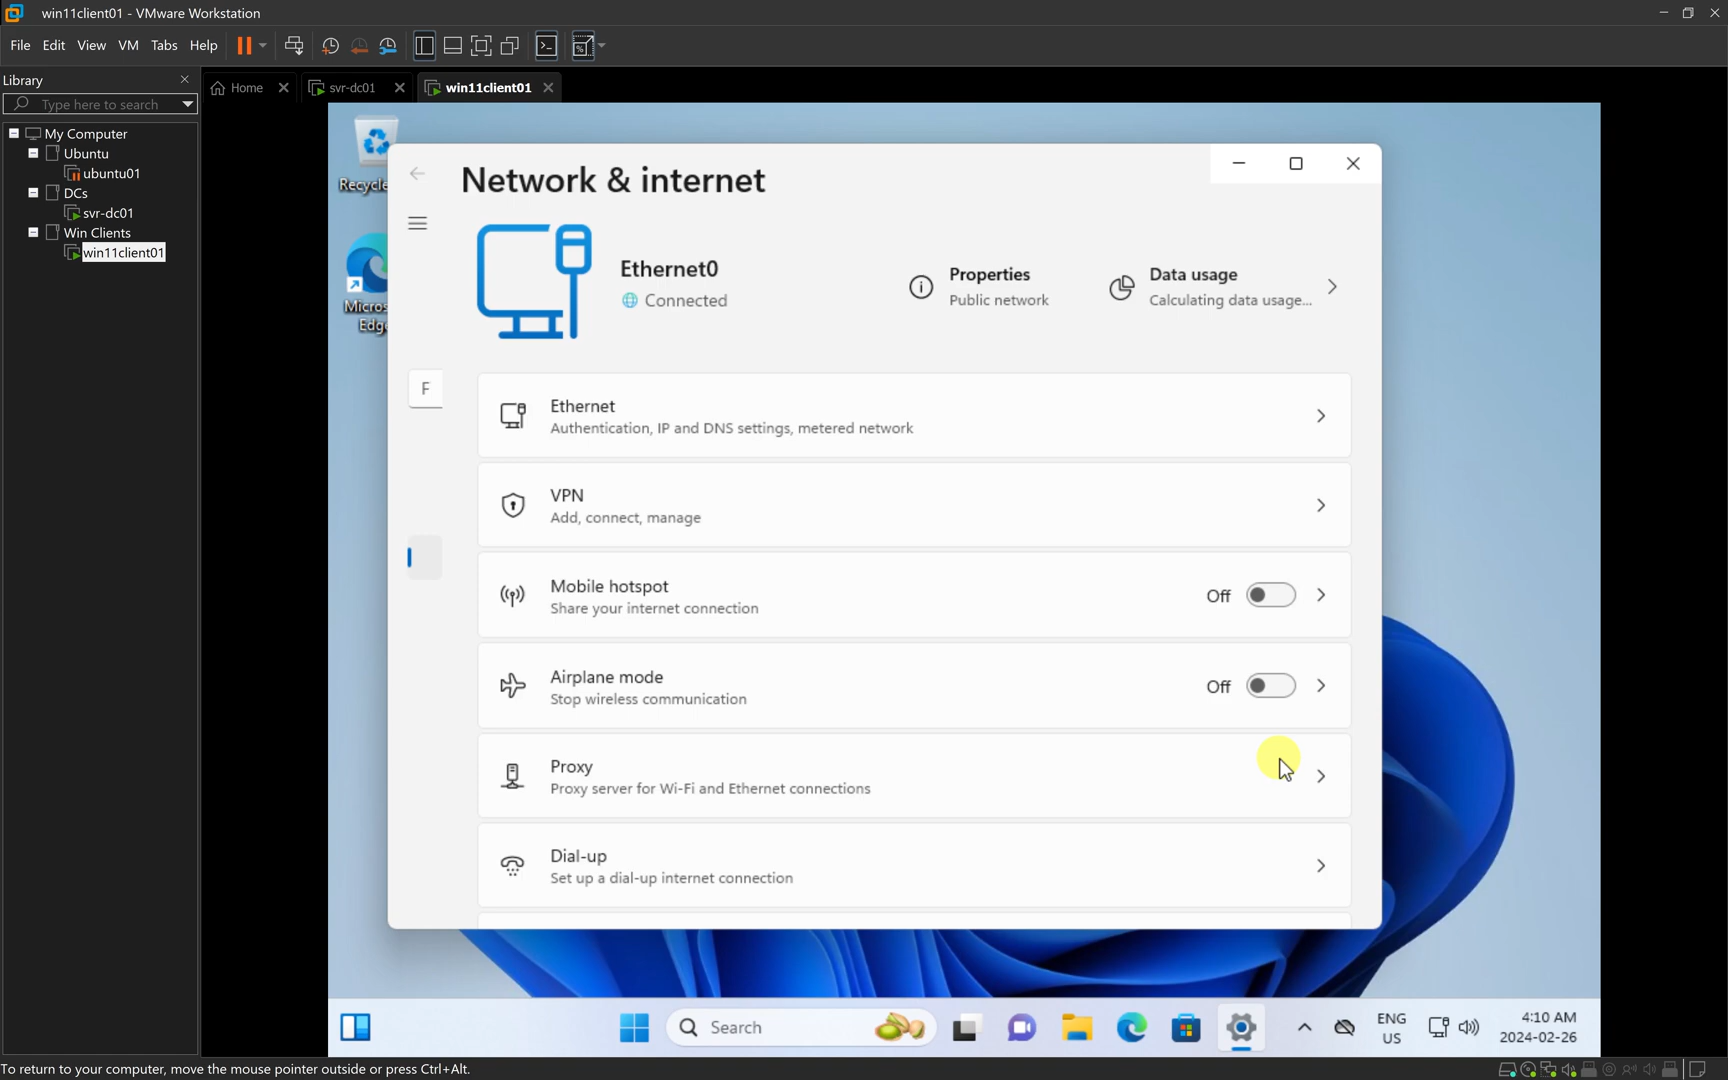 win11client01 - VMware Workstation
File Edit View VM Tabs Help
Library
Type here to search
My Computer
Ubuntu
ubuntu01
DCs
svr-dc01
Win Clients
win11client01
Home svr-dc01 win11client01
Recycle
Micros
Edg
Network & internet
Ethernet0
Connected
Properties
Public network
Data usage
Calculating data usage...
F
Ethernet
Authentication, IP and DNS settings, metered network
VPN
Add, connect, manage
Mobile hotspot
Share your internet connection
Off
Airplane mode
Stop wireless communication
Off
Proxy
Proxy server for Wi-Fi and Ethernet connections
Dial-up
Set up a dial-up internet connection
Search
ENG
US
4:10 AM
2024-02-26
To return to your computer, move the mouse pointer outside or press Ctrl+Alt.